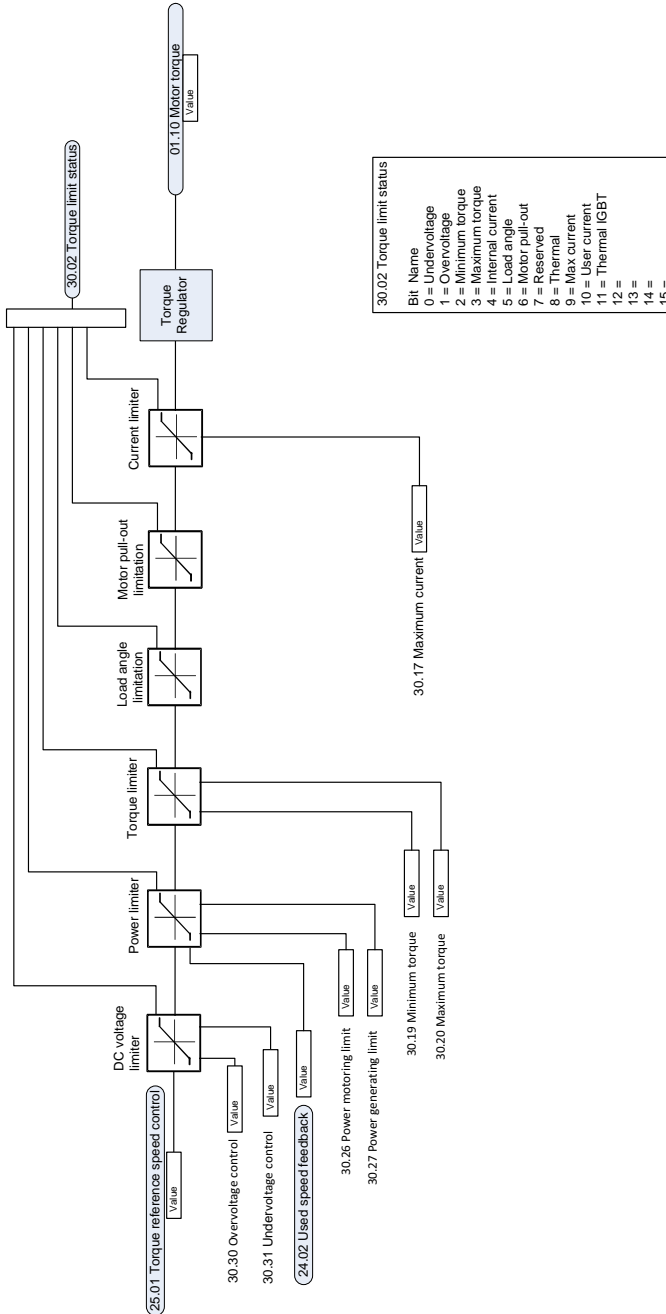 30.02 Torque limit status
25.01 Torque reference speed control
Value
DC voltage
limiter
Power limiter
Torque limiter
Load angle
limitation
Motor pull-out
limitation
Current limiter
Torque
Regulator
01.10 Motor torque
Value
30.30 Overvoltage control
Value
30.31 Undervoltage control
Value
24.02 Used speed feedback
Value
30.26 Power motoring limit
Value
30.27 Power generating limit
Value
30.19 Minimum torque
Value
30.20 Maximum torque
Value
30.17 Maximum current
Value
30.02 Torque limit status
Bit Name
0 = Undervoltage
1 = Overvoltage
2 = Minimum torque
3 = Maximum torque
4 = Internal current
5 = Load angle
6 = Motor pull-out
7 = Reserved
8 = Thermal
9 = Max current
10 = User current
11 = Thermal IGBT
12 =
13 =
14 =
15 =